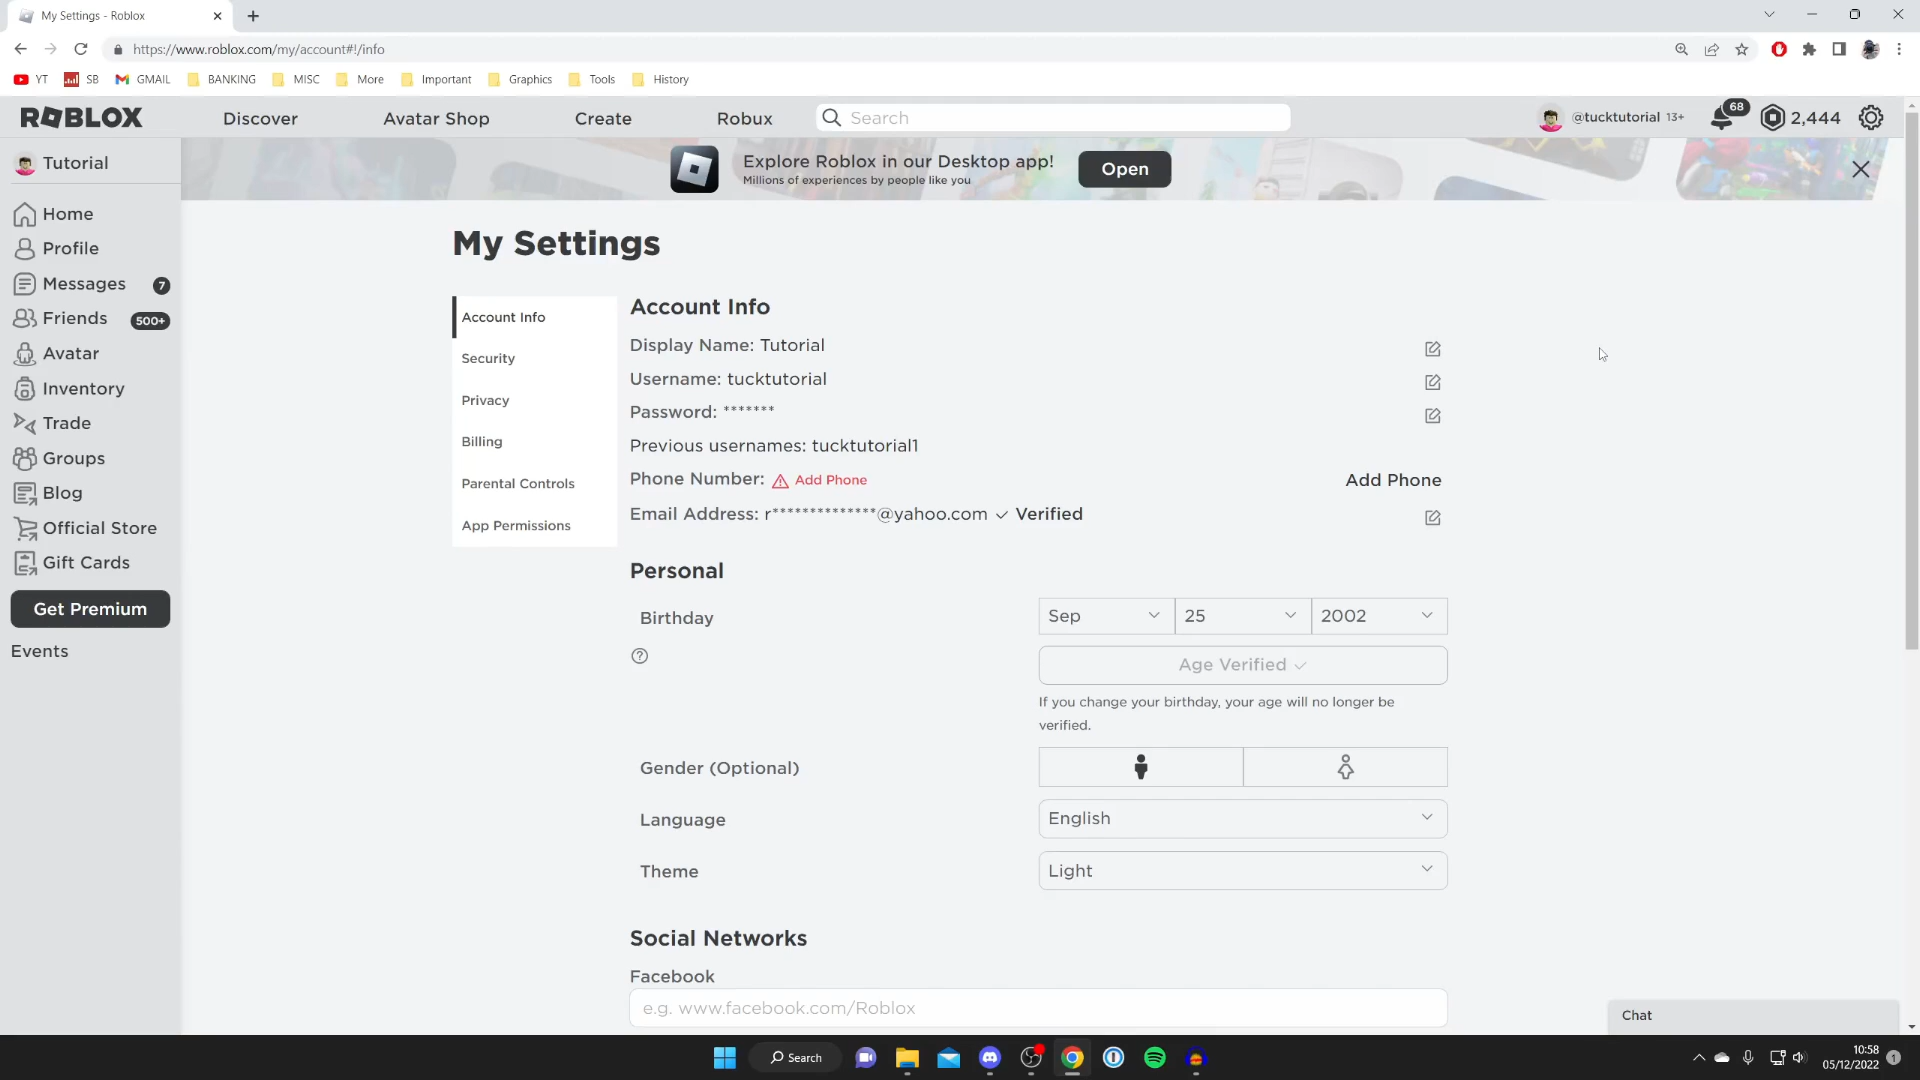 My Settings - Roblox
https://www.roblox.com/my/account#!/info
YT SB GMAIL BANKING MISC More Important Graphics Tools History
ROBLOX Discover Avatar Shop Create Robux Search @tucktutorial 13+ 68 2,444
Tutorial
Explore Roblox in our Desktop app!
Millions of experiences by people like you
Open
Home
Profile
Messages 7
Friends 500+
Avatar
Inventory
Trade
Groups
Blog
Official Store
Gift Cards
Get Premium
Events
My Settings
Account Info
Security
Privacy
Billing
Parental Controls
App Permissions
Account Info
Display Name: Tutorial
Username: tucktutorial
Password: *******
Previous usernames: tucktutorial1
Phone Number: Add Phone Add Phone
Email Address: r**************@yahoo.com ✓ Verified
Personal
Birthday Sep 25 2002
Age Verified ✓
If you change your birthday, your age will no longer be
verified.
Gender (Optional)
Language English
Theme Light
Social Networks
Facebook
e.g. www.facebook.com/Roblox
Chat
Search
10:58
05/12/2022
1